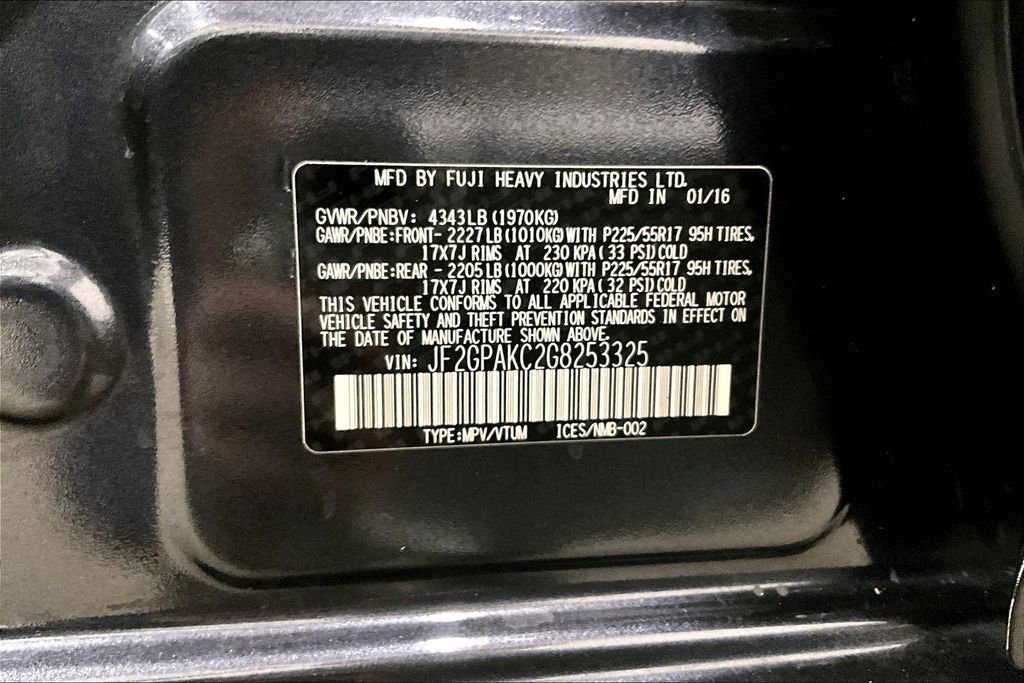 MFD BY FUJI HEAVY INDUSTRIES LTD.
MFD IN 01/16
GVWR/PNBV: 4343LB(1970KG)
GAWR/PNBE:FRONT- 2227LB(1010KG)WITH P225/55R17 95H TIRES,
17X7J RIMS AT 230 KPA(33 PSI)COLD
GAWR/PNBE:REAR - 2205LB(1000KG)WITH P225/55R17 95H TIRES,
17X7J RIMS AT 220 KPA(32 PSI)COLD
THIS VEHICLE CONFORMS TO ALL APPLICABLE FEDERAL MOTOR
VEHICLE SAFETY AND THEFT PREVENTION STANDARDS IN EFFECT ON
THE DATE OF MANUFACTURE SHOWN ABOVE.
VIN: JF2GPAKC2G8253325
TYPE:MPV/VTUM ICES/NMB-002